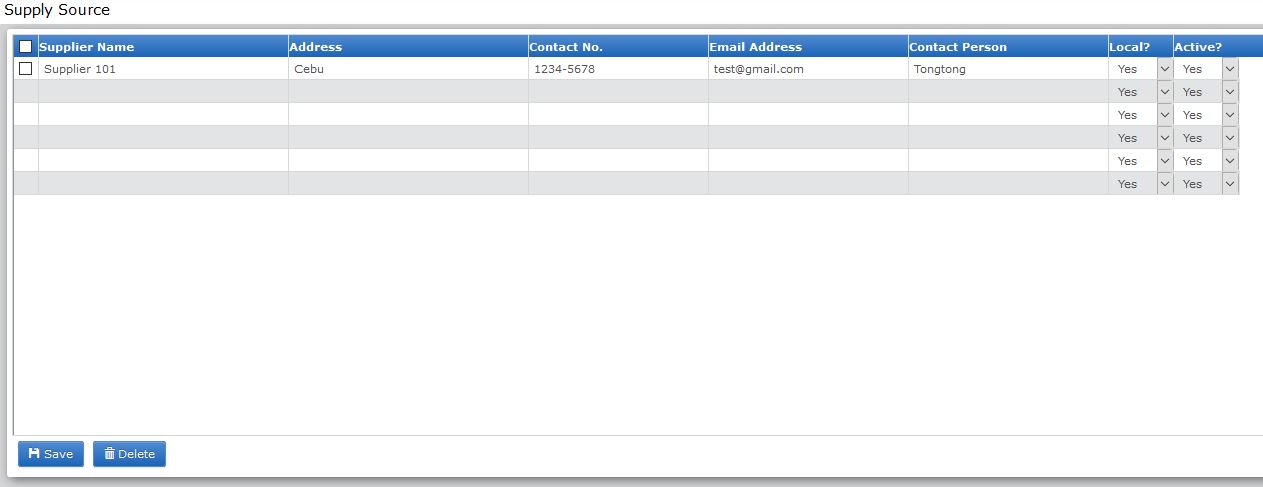 Supply Source
Supplier Name Address Contact No. Email Address Contact Person Local? Active?
Supplier 101 Cebu 1234-5678 test@gmail.com Tongtong Yes Yes
Yes Yes
Yes Yes
Yes Yes
Yes Yes
Yes Yes
Save Delete